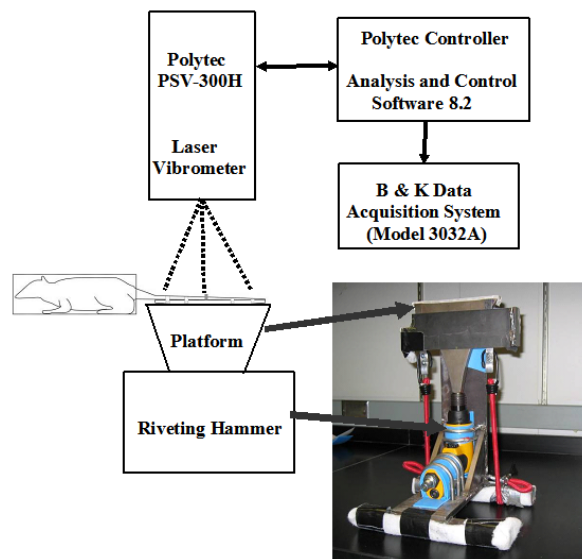 Polytec
PSV-300H
Laser
Vibrometer
Polytec Controller
Analysis and Control
Software 8.2
B & K Data
Acquisition System
(Model 3032A)
Platform
Riveting Hammer